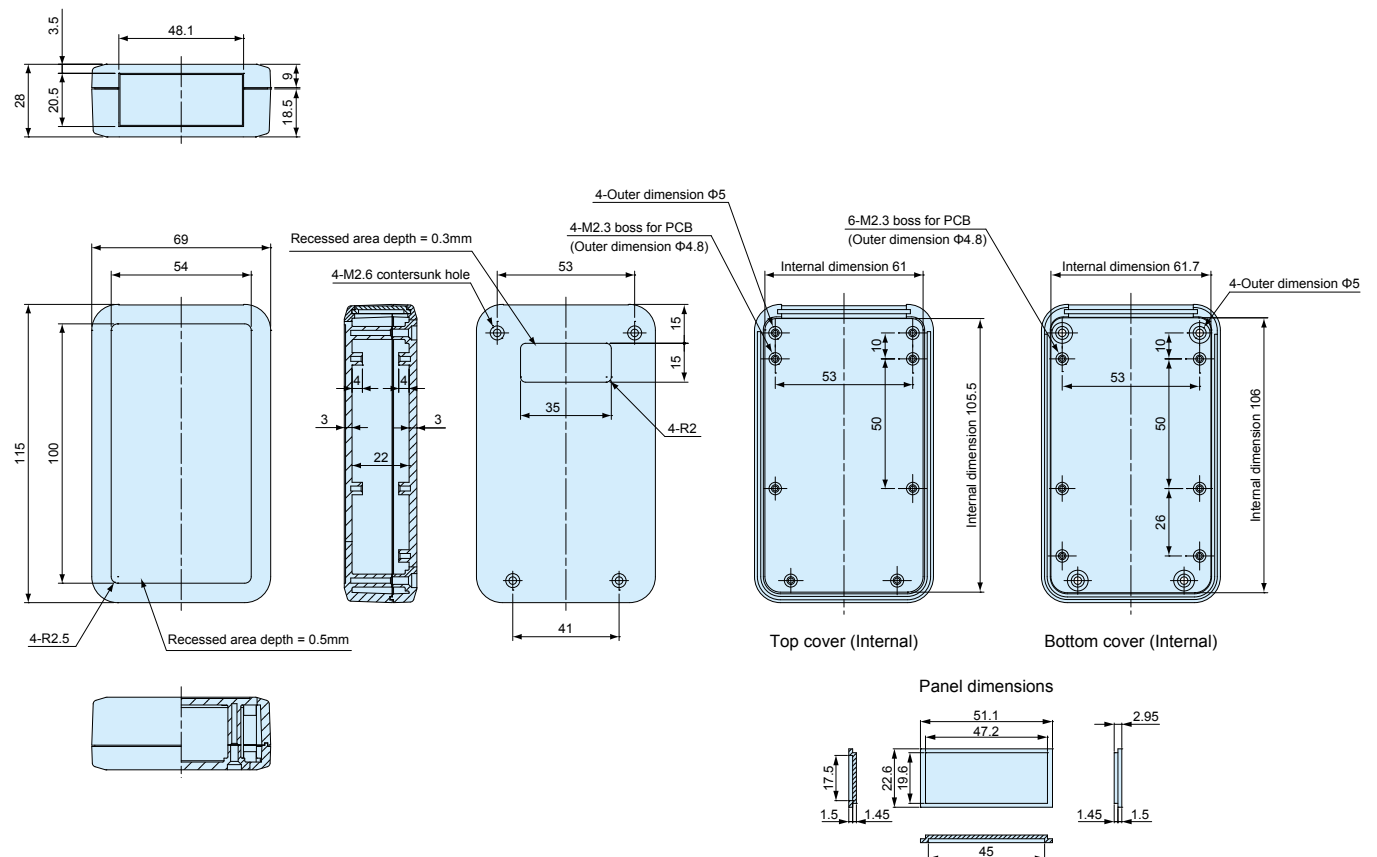 3.5
48.1
28
20.5
9
18.5
4-Outer dimension Φ5
4-M2.3 boss for PCB
(Outer dimension Φ4.8)
6-M2.3 boss for PCB
(Outer dimension Φ4.8)
69
54
Recessed area depth = 0.3mm
4-M2.6 contersunk hole
53
Internal dimension 61
Internal dimension 61.7
4-Outer dimension Φ5
115
100
4
4
3
3
22
15
15
35
4-R2
10
53
50
Internal dimension 105.5
10
53
50
26
Internal dimension 106
4-R2.5
Recessed area depth = 0.5mm
41
Top cover (Internal)
Bottom cover (Internal)
Panel dimensions
51.1
47.2
2.95
17.5
22.6
19.6
1.5
1.45
1.45
1.5
45